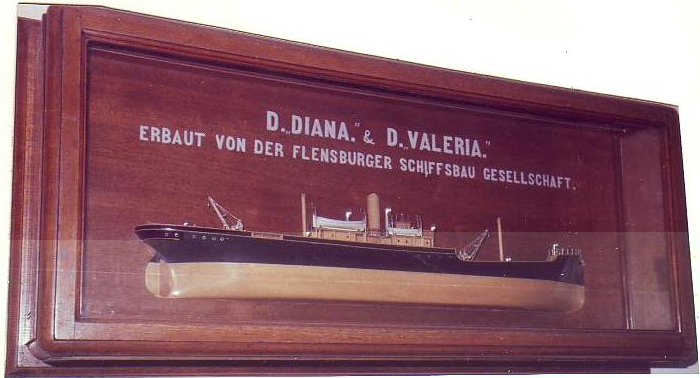 D. „DIANA." & D. „VALERIA."
ERBAUT VON DER FLENSBURGER SCHIFFSBAU GESELLSCHAFT.